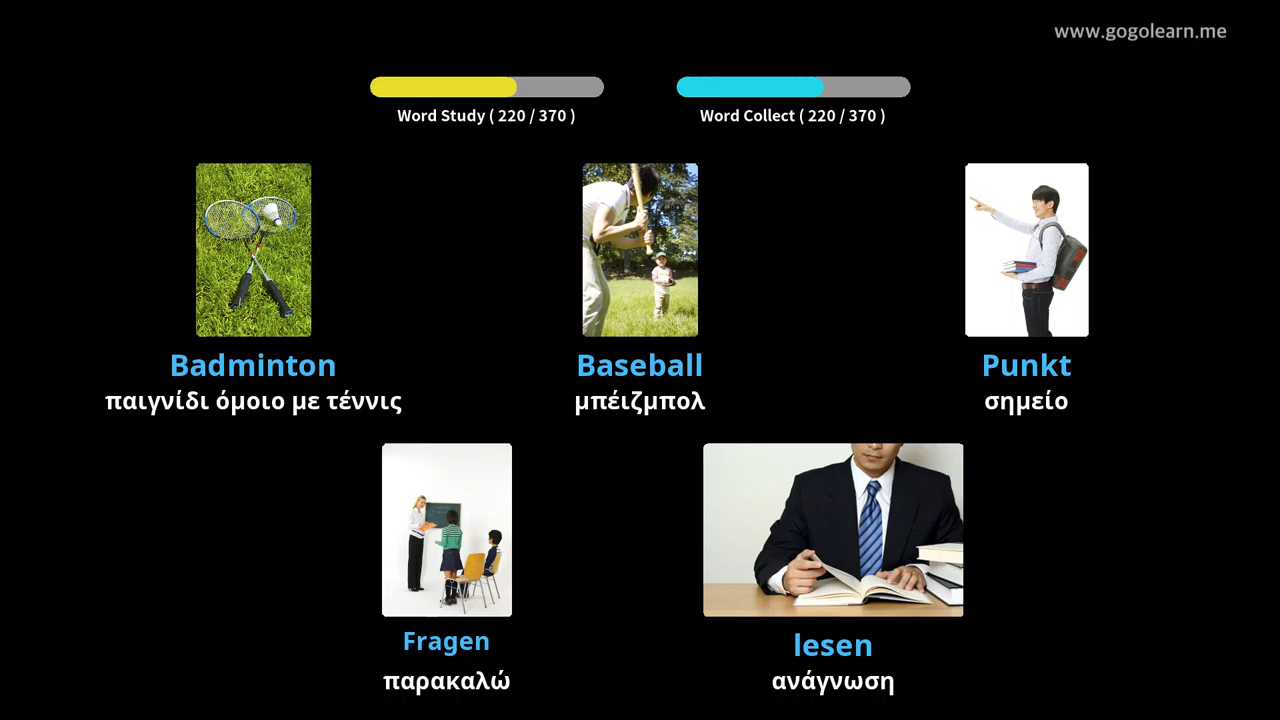 www.gogolearn.me
Word Study ( 220 / 370 )
Word Collect ( 220 / 370 )
Badminton
παιγνίδι όμοιο με τέννις
Baseball
μπέιζμπολ
Punkt
σημείο
Fragen
παρακαλώ
lesen
ανάγνωση